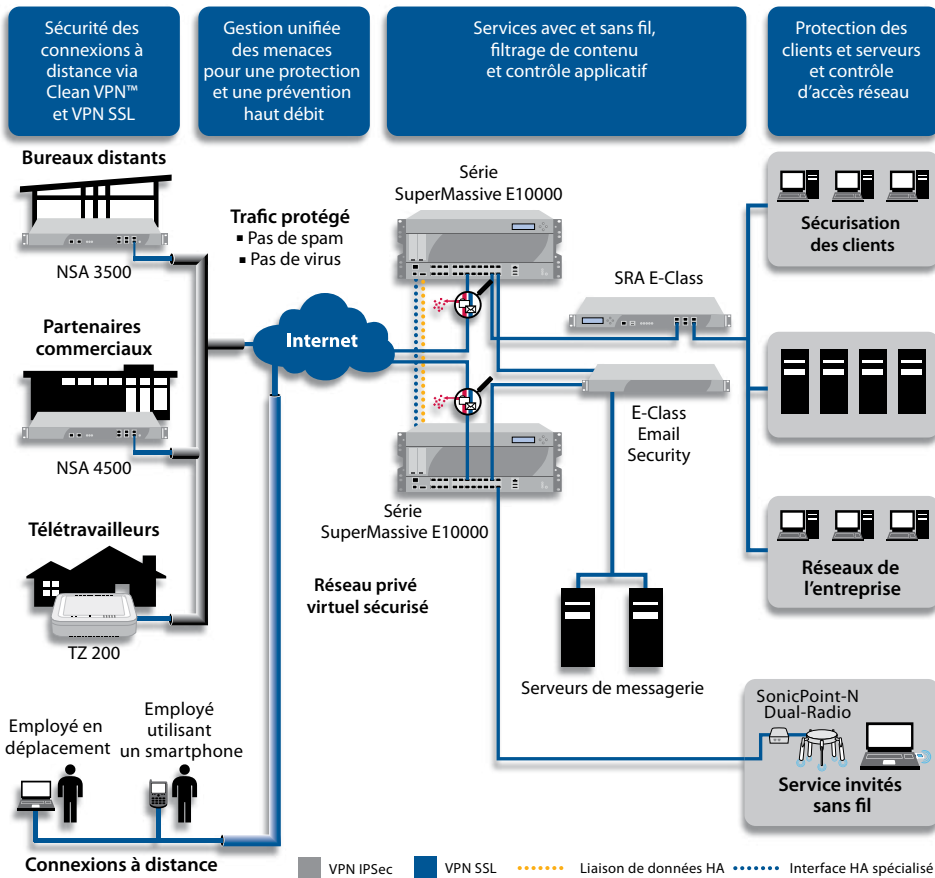 Sécurité des
connexions à
distance via
Clean VPN™
et VPN SSL
Gestion unifiée
des menaces
pour une protection
et une prévention
haut débit
Services avec et sans fil,
filtrage de contenu
et contrôle applicatif
Protection des
clients et serveurs
et contrôle
d'accès réseau
Bureaux distants
NSA 3500
Partenaires
commerciaux
NSA 4500
Télétravailleurs
TZ 200
Employé en
déplacement
Employé
utilisant
un smartphone
Connexions à distance
Trafic protégé
▪ Pas de spam
▪ Pas de virus
Internet
Réseau privé
virtuel sécurisé
Série
SuperMassive E10000
Série
SuperMassive E10000
SRA E-Class
E-Class
Email
Security
Serveurs de messagerie
Sécurisation
des clients
Réseaux de
l'entreprise
SonicPoint-N
Dual-Radio
Service invités
sans fil
VPN IPSec
VPN SSL
Liaison de données HA
Interface HA spécialisé